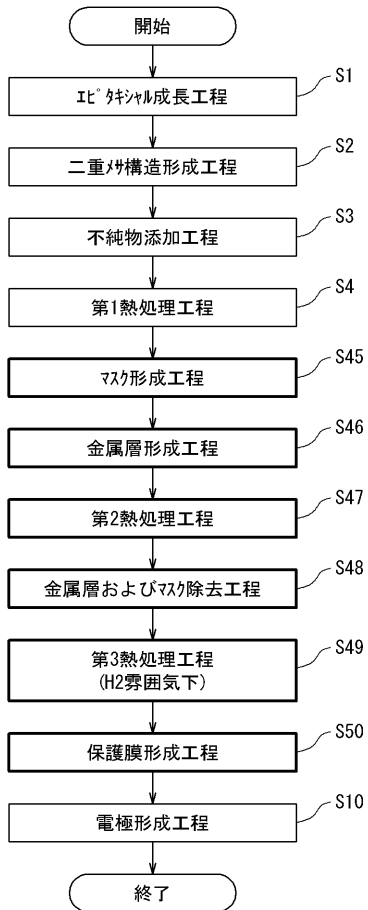 開始
エピタキシャル成長工程
S1
二重メサ構造形成工程
S2
不純物添加工程
S3
第1熱処理工程
S4
マスク形成工程
S45
金属層形成工程
S46
第2熱処理工程
S47
金属層およびマスク除去工程
S48
第3熱処理工程
(H2雰囲気下)
S49
保護膜形成工程
S50
電極形成工程
S10
終了